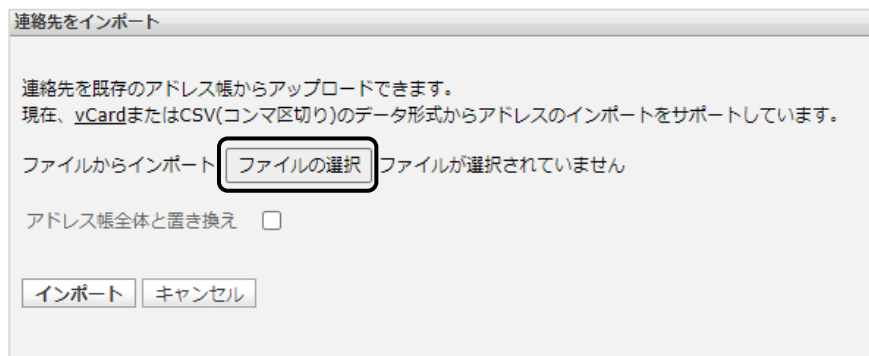 連絡先をインポート
連絡先を既存のアドレス帳からアップロードできます。
現在、vCardまたはCSV(コンマ区切り)のデータ形式からアドレスのインポートをサポートしています。
ファイルからインポート ファイルの選択 ファイルが選択されていません
アドレス帳全体と置き換え
インポート キャンセル